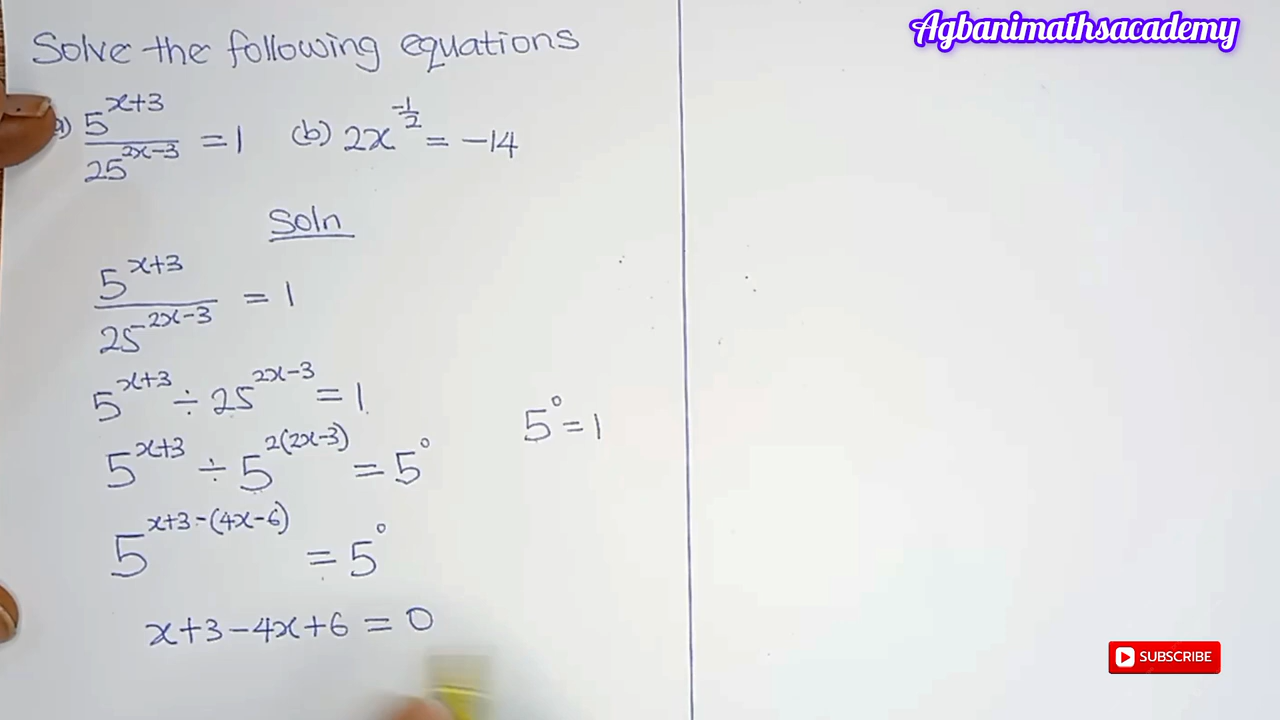 Agbanimathsacademy
Solve the following equations
a) 5^(x+3) / 25^(2x-3) = 1 (b) 2x^(-1/2) = -14
Soln
5^(x+3) / 25^(2x-3) = 1
5^(x+3) ÷ 25^(2x-3) = 1
5^(x+3) ÷ 5^(2(2x-3)) = 5^0
5^0 = 1
5^(x+3-(4x-6)) = 5^0
x+3-4x+6 = 0
SUBSCRIBE